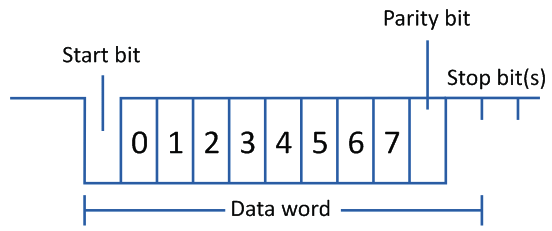 Parity bit
Start bit
Stop bit(s)
0 1 2 3 4 5 6 7
Data word